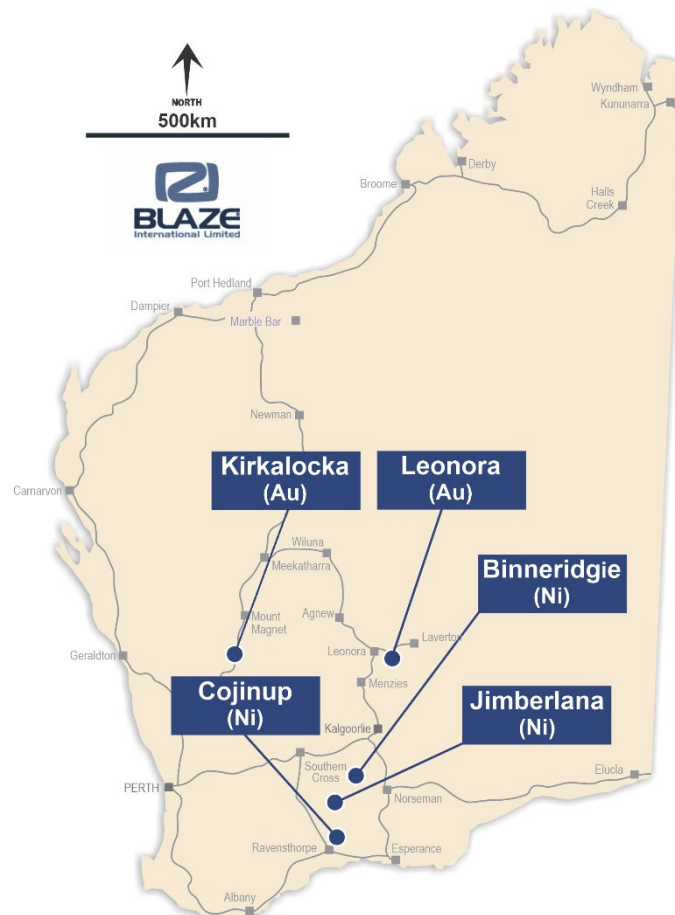 NORTH
500km
BLAZE
International Limited
Wyndham
Kununarra
Derby
Broome
Halls
Creek
Port Hedland
Dampier
Marble Bar
Newman
Kirkalocka
(Au)
Leonora
(Au)
Carnarvon
Wiluna
Meekatharra
Binneridgie
(Ni)
Agnew
Mount
Magnet
Laverton
Leonora
Geraldton
Menzies
Cojinup
(Ni)
Jimberlana
(Ni)
Kalgoorlie
Southern
Cross
Elucla
PERTH
Norseman
Ravensthorpe
Esperance
Albany